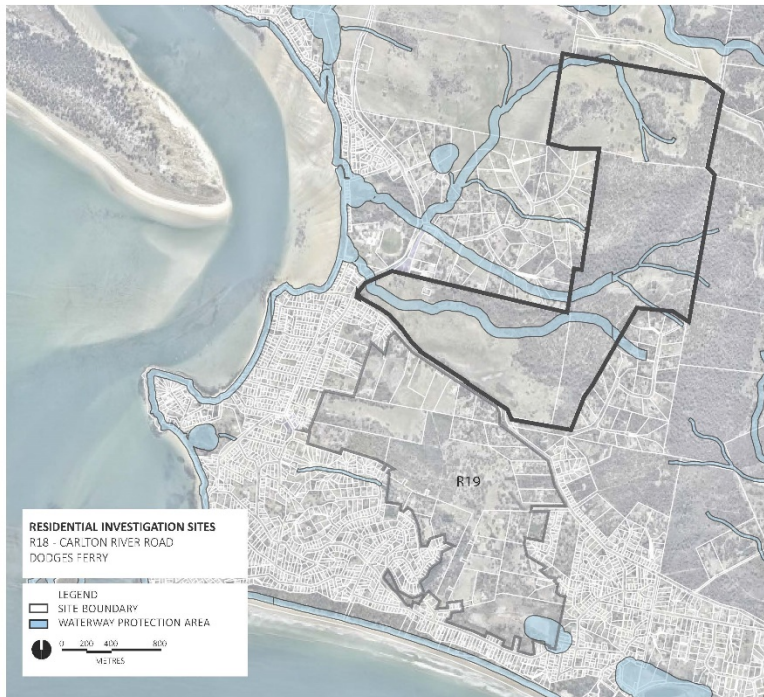 R19
RESIDENTIAL INVESTIGATION SITES
R18 - CARLTON RIVER ROAD
DODGES FERRY
LEGEND
SITE BOUNDARY
WATERWAY PROTECTION AREA
0 200 400 800
METRES